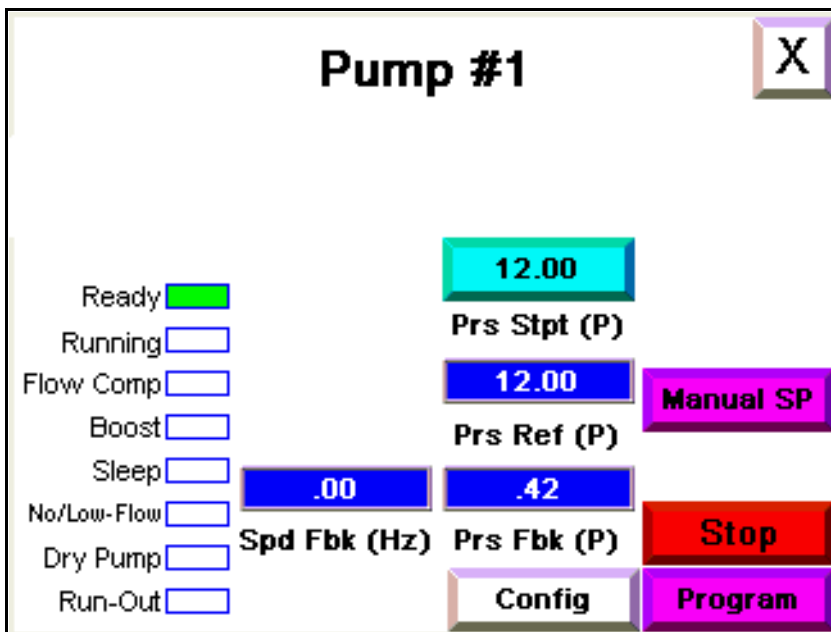 Pump #1
X
Ready
Running
Flow Comp
Boost
Sleep
No/Low-Flow
Dry Pump
Run-Out
12.00
Prs Stpt (P)
12.00
Prs Ref (P)
.00
Spd Fbk (Hz)
.42
Prs Fbk (P)
Manual SP
Stop
Config
Program